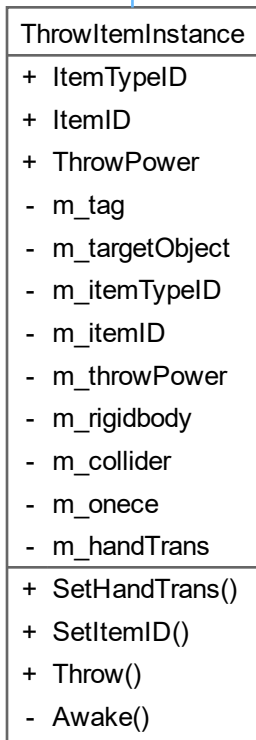 ThrowItemInstance
+ ItemTypeID
+ ItemID
+ ThrowPower
- m_tag
- m_targetObject
- m_itemTypeID
- m_itemID
- m_throwPower
- m_rigidbody
- m_collider
- m_onece
- m_handTrans
+ SetHandTrans()
+ SetItemID()
+ Throw()
- Awake()